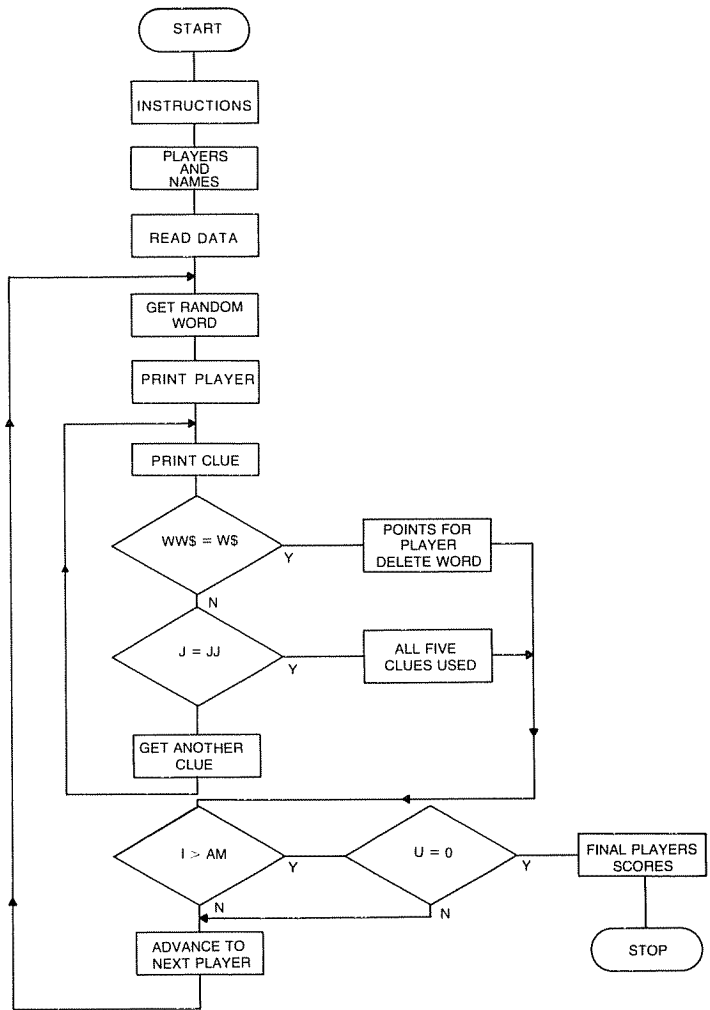 START
INSTRUCTIONS
PLAYERS
AND
NAMES
READ DATA
GET RANDOM
WORD
PRINT PLAYER
PRINT CLUE
WW$ = W$
Y
POINTS FOR
PLAYER
DELETE WORD
N
J = JJ
Y
ALL FIVE
CLUES USED
GET ANOTHER
CLUE
I > AM
Y
U = 0
Y
FINAL PLAYERS
SCORES
N
N
ADVANCE TO
NEXT PLAYER
STOP